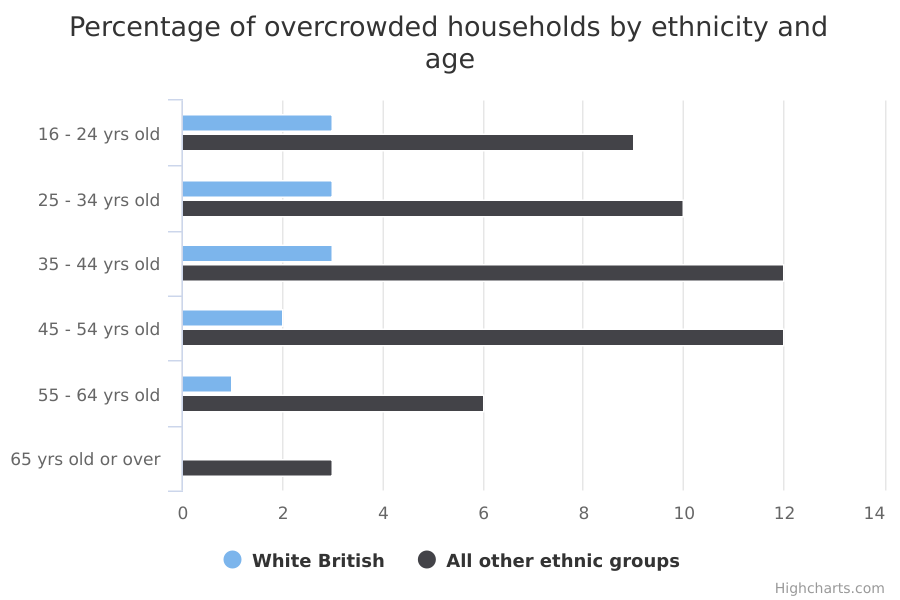 Percentage of overcrowded households by ethnicity and
age
16 - 24 yrs old
25 - 34 yrs old
35 - 44 yrs old
45 - 54 yrs old
55 - 64 yrs old
65 yrs old or over
0 2 4 6 8 10 12 14
White British All other ethnic groups
Highcharts.com